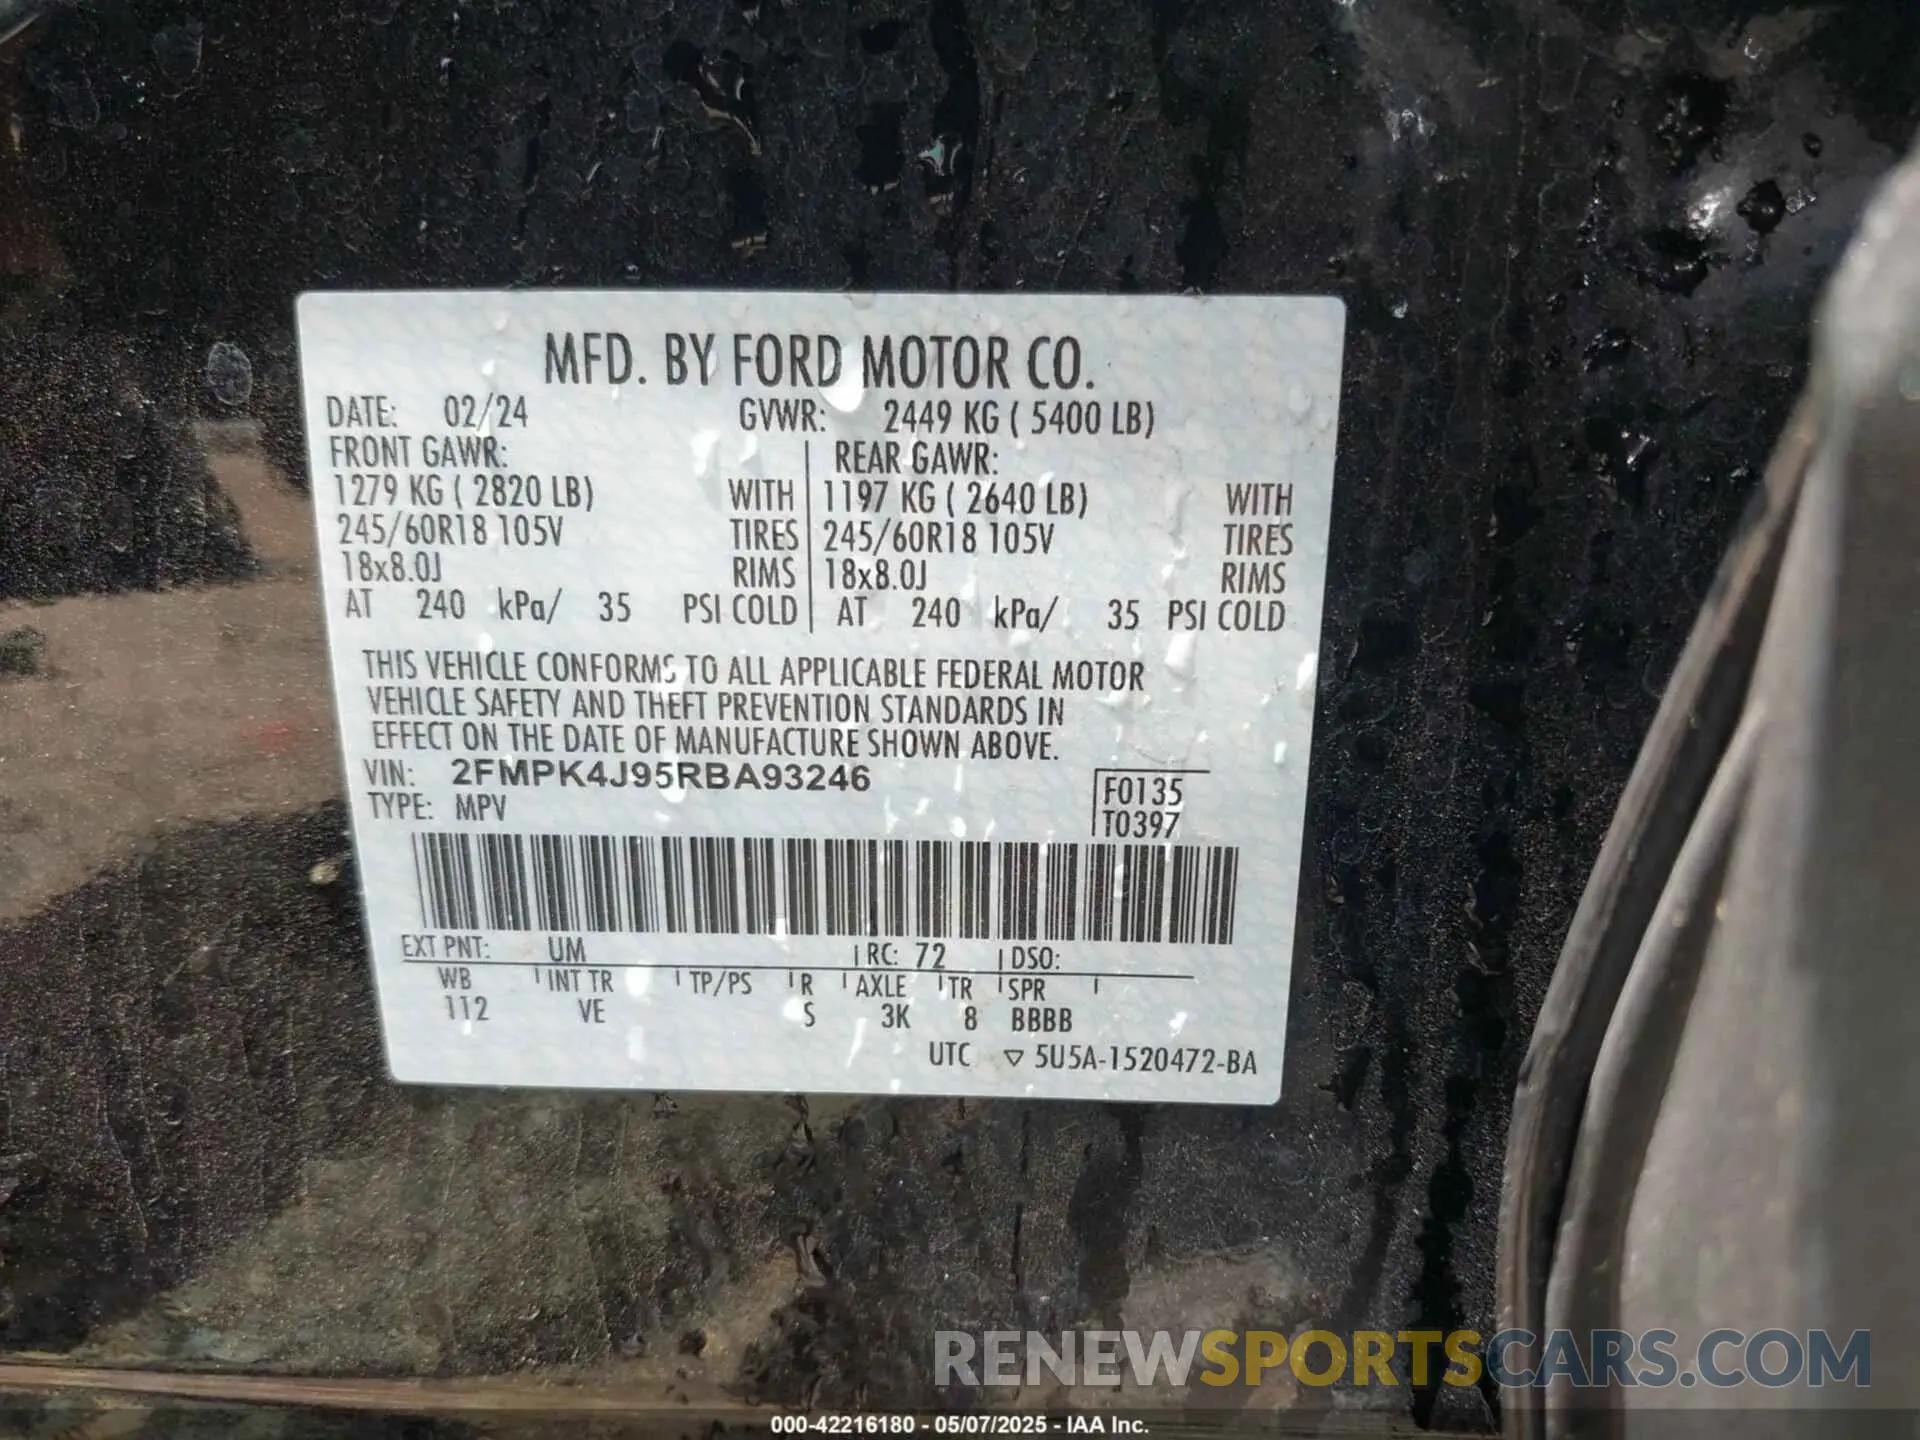 MFD. BY FORD MOTOR CO.
DATE: 02/24 GVWR: 2449 KG ( 5400 LB)
FRONT GAWR: REAR GAWR:
1279 KG ( 2820 LB) WITH 1197 KG ( 2640 LB) WITH
245/60R18 105V TIRES 245/60R18 105V TIRES
18x8.0J RIMS 18x8.0J RIMS
AT 240 kPa/ 35 PSI COLD AT 240 kPa/ 35 PSI COLD
THIS VEHICLE CONFORMS TO ALL APPLICABLE FEDERAL MOTOR
VEHICLE SAFETY AND THEFT PREVENTION STANDARDS IN
EFFECT ON THE DATE OF MANUFACTURE SHOWN ABOVE.
VIN: 2FMPK4J95RBA93246
TYPE: MPV
F0135
T0397
EXT PNT: UM RC: 72 DSO:
WB INT TR TP/PS R AXLE TR SPR
112 VE S 3K 8 BBBB
UTC ▽ 5U5A-1520472-BA
RENEWSPORTSCARS.COM
000-42216180 - 05/07/2025 - IAA Inc.